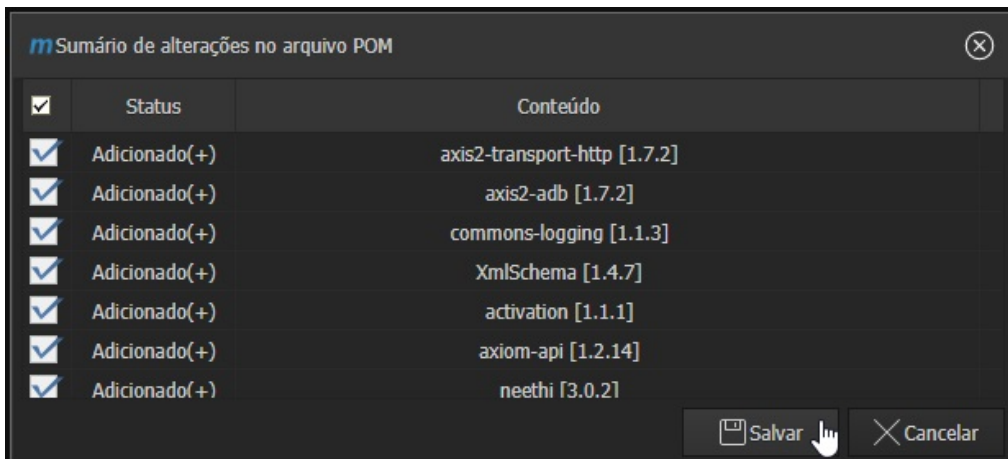 m Sumário de alterações no arquivo POM
Status Conteúdo
Adicionado(+) axis2-transport-http [1.7.2]
Adicionado(+) axis2-adb [1.7.2]
Adicionado(+) commons-logging [1.1.3]
Adicionado(+) XmlSchema [1.4.7]
Adicionado(+) activation [1.1.1]
Adicionado(+) axiom-api [1.2.14]
Adicionado(+) neethi [3.0.2]
Salvar Cancelar